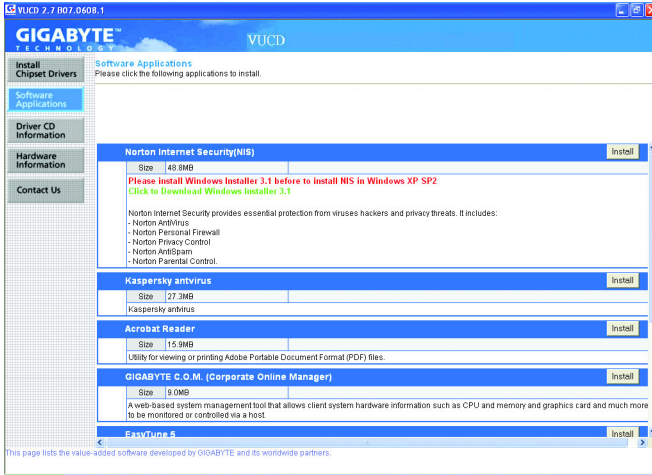 VUCD 2.7 B07.0608.1
GIGABYTE™
TECHNOLOGY
VUCD
Install
Chipset Drivers
Software
Applications
Driver CD
Information
Hardware
Information
Contact Us
Software Applications
Please click the following applications to install.
Norton Internet Security(NIS) Install
Size 48.8MB
Please install Windows Installer 3.1 before to install NIS in Windows XP SP2
Click to Download Windows Installer 3.1
Norton Internet Security provides essential protection from viruses hackers and privacy threats. It includes:
- Norton AntiVirus
- Norton Personal Firewall
- Norton Privacy Control
- Norton AntiSpam
- Norton Parental Control.
Kaspersky antvirus Install
Size 27.3MB
Kaspersky antivirus
Acrobat Reader Install
Size 15.9MB
Utility for viewing or printing Adobe Portable Document Format (PDF) files.
GIGABYTE C.O.M. (Corporate Online Manager) Install
Size 9.0MB
A web-based system management tool that allows client system hardware information such as CPU and memory and graphics card and much more
to be monitored or controlled via a host.
EasyTune 5 Install
This page lists the value-added software developed by GIGABYTE and its worldwide partners.